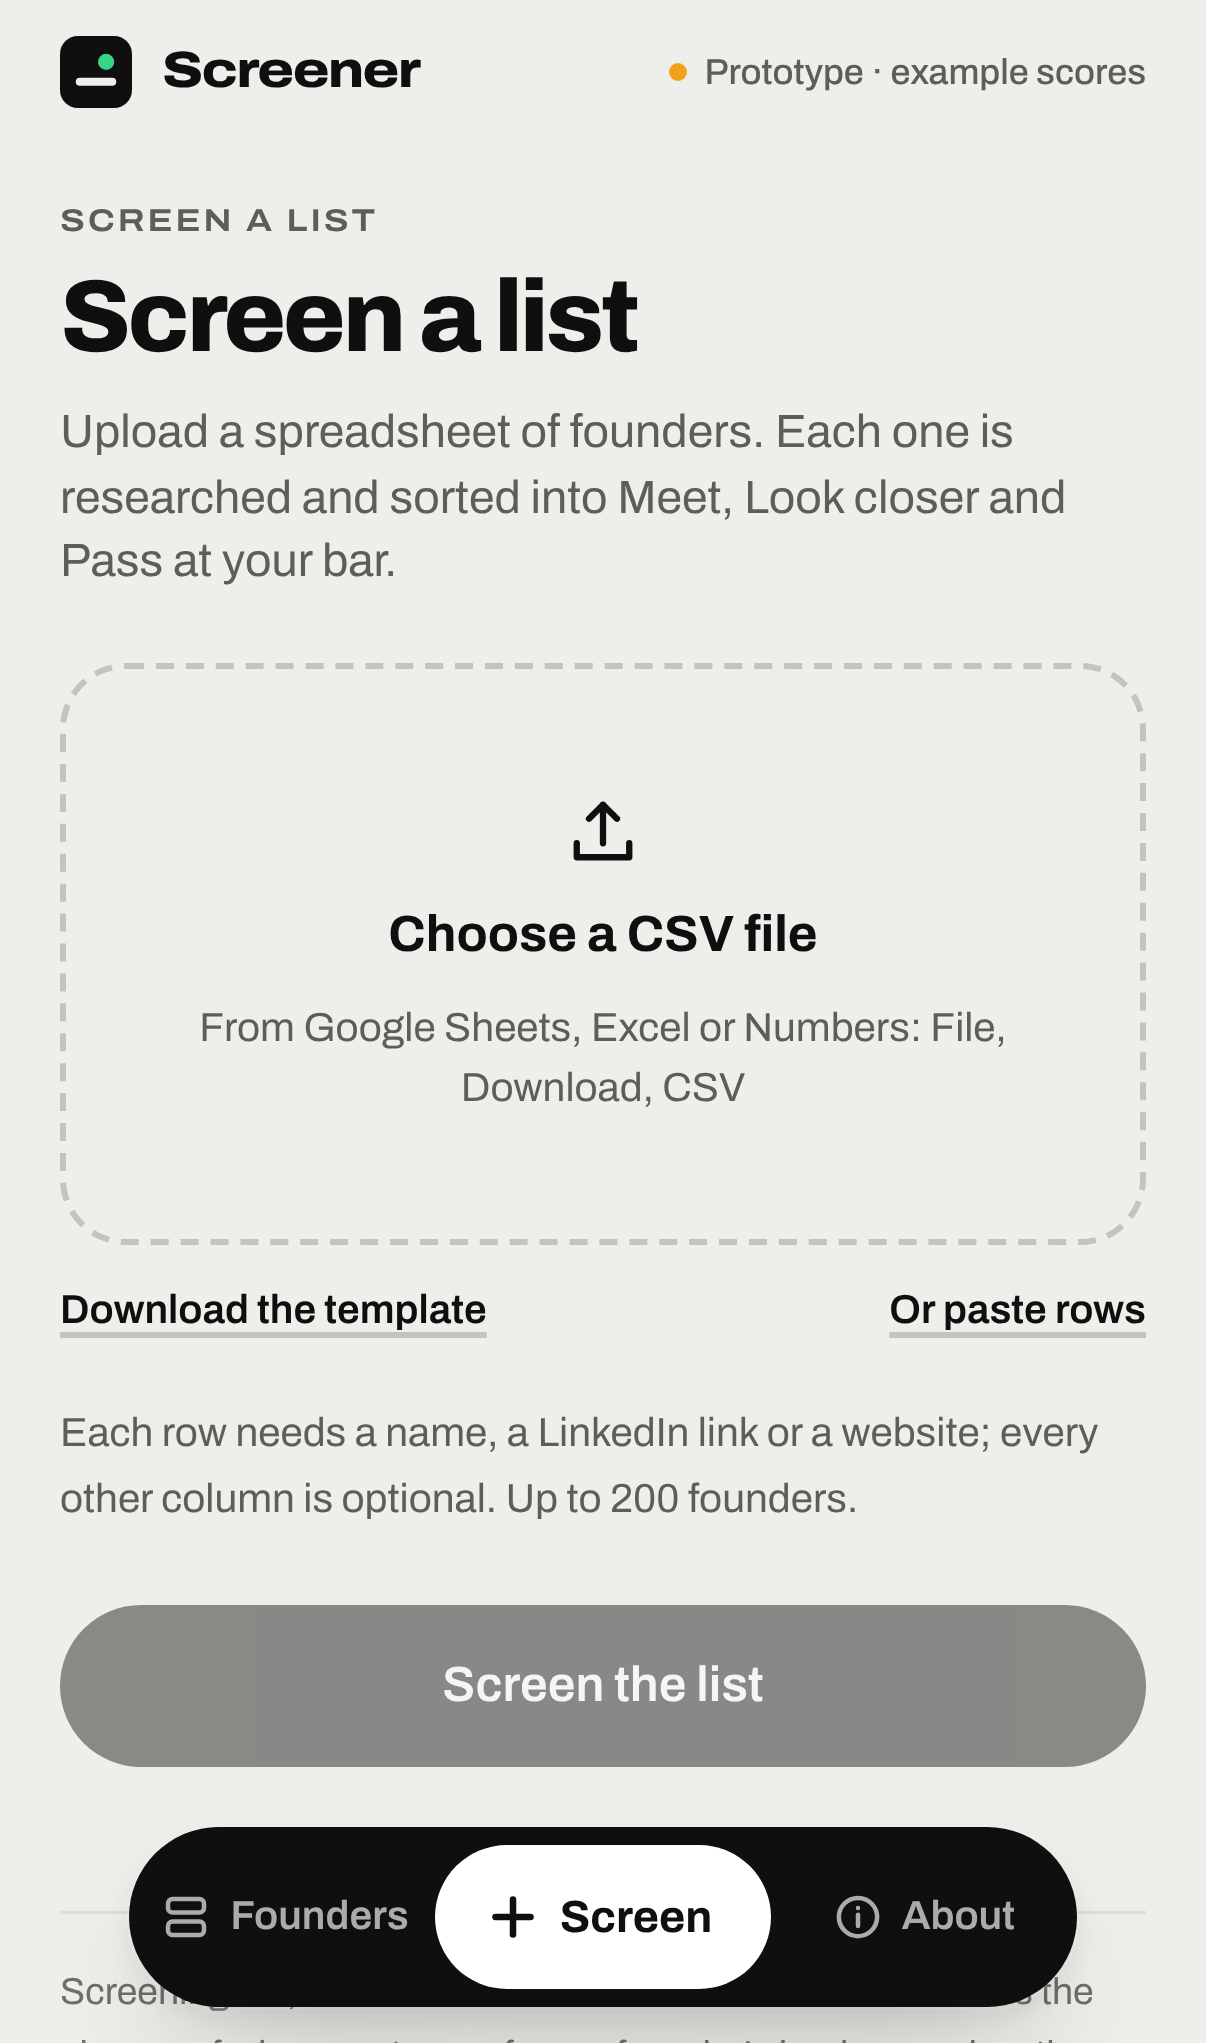 Screener
Prototype · example scores
SCREEN A LIST
Screen a list
Upload a spreadsheet of founders. Each one is
researched and sorted into Meet, Look closer and
Pass at your bar.
Choose a CSV file
From Google Sheets, Excel or Numbers: File,
Download, CSV
Download the template
Or paste rows
Each row needs a name, a LinkedIn link or a website; every
other column is optional. Up to 200 founders.
Screen the list
Founders
Screen
About
the